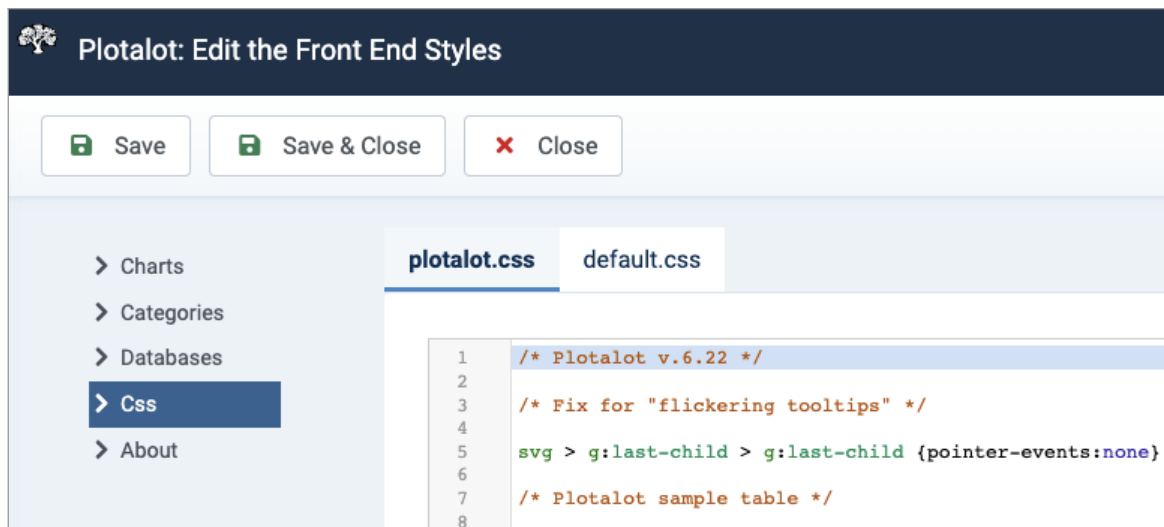 Plotalot: Edit the Front End Styles
Save
Save & Close
Close
Charts
Categories
Databases
Css
About
plotalot.css
default.css
1 /* Plotalot v.6.22 */
2
3 /* Fix for "flickering tooltips" */
4
5 svg > g:last-child > g:last-child {pointer-events:none}
6
7 /* Plotalot sample table */
8